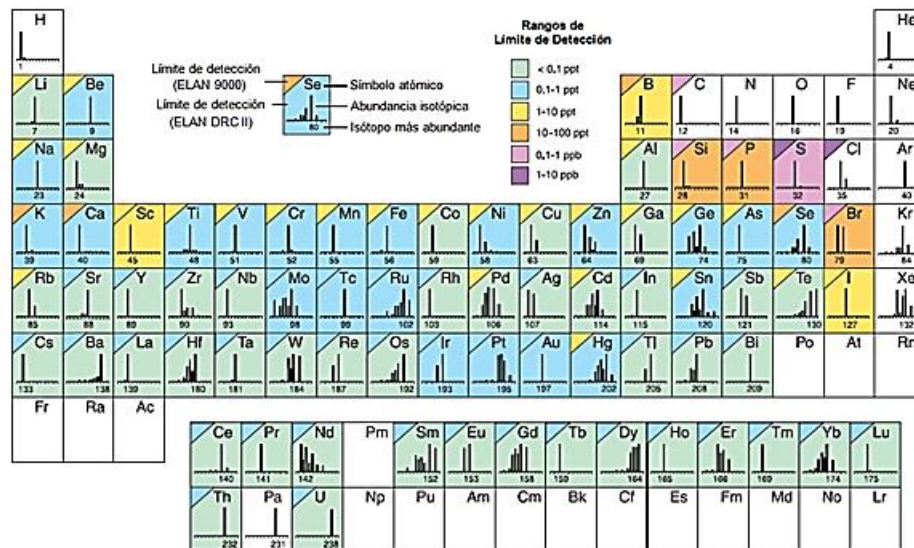 H
Rangos de
Límite de Detección
He
1
Límite de detección
(ELAN 9000)
Límite de detección
(ELAN DRC II)
Se
80
Símbolo atómico
Abundancia isotópica
Isótopo más abundante
< 0.1 ppt
0.1-1 ppt
1-10 ppt
10-100 ppt
0.1-1 ppb
1-10 ppb
4
Li Be B C N O F Ne
7 9 11 12 14 16 19 20
Na Mg Al Si P S Cl Ar
23 24 27 28 31 32 35 40
K Ca Sc Ti V Cr Mn Fe Co Ni Cu Zn Ga Ge As Se Br Kr
39 40 45 48 51 52 55 56 59 58 63 64 69 74 75 80 79 84
Rb Sr Y Zr Nb Mo Tc Ru Rh Pd Ag Cd In Sn Sb Te I Xe
85 88 89 90 93 98 99 102 103 106 107 114 115 120 121 130 127 132
Cs Ba La Hf Ta W Re Os Ir Pt Au Hg Tl Pb Bi Po At Rn
133 138 139 180 181 184 187 192 193 195 197 202 205 208 209
Fr Ra Ac
Ce Pr Nd Pm Sm Eu Gd Tb Dy Ho Er Tm Yb Lu
140 141 142 152 153 158 159 164 165 166 169 174 175
Th Pa U Np Pu Am Cm Bk Cf Es Fm Md No Lr
232 231 238